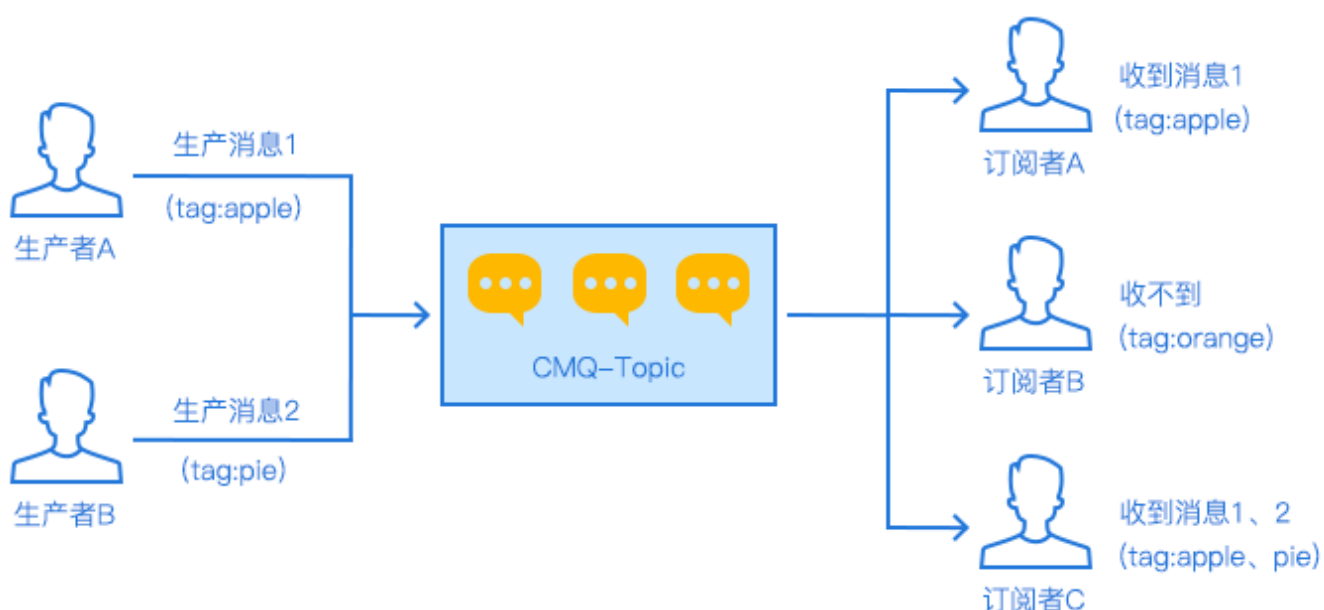 生产消息1
(tag:apple)
生产者A
生产消息2
(tag:pie)
生产者B
CMQ-Topic
收到消息1
(tag:apple)
订阅者A
收不到
(tag:orange)
订阅者B
收到消息1、2
(tag:apple、pie)
订阅者C